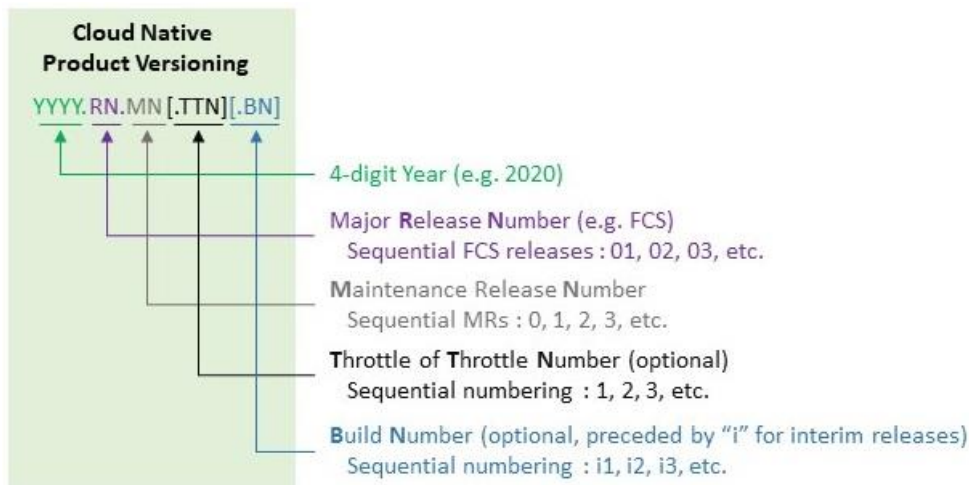 Cloud Native
Product Versioning
YYYY.RN.MN[.TTN][.BN]
4-digit Year (e.g. 2020)
Major Release Number (e.g. FCS)
Sequential FCS releases : 01, 02, 03, etc.
Maintenance Release Number
Sequential MRs : 0, 1, 2, 3, etc.
Throttle of Throttle Number (optional)
Sequential numbering : 1, 2, 3, etc.
Build Number (optional, preceded by “i” for interim releases)
Sequential numbering : i1, i2, i3, etc.